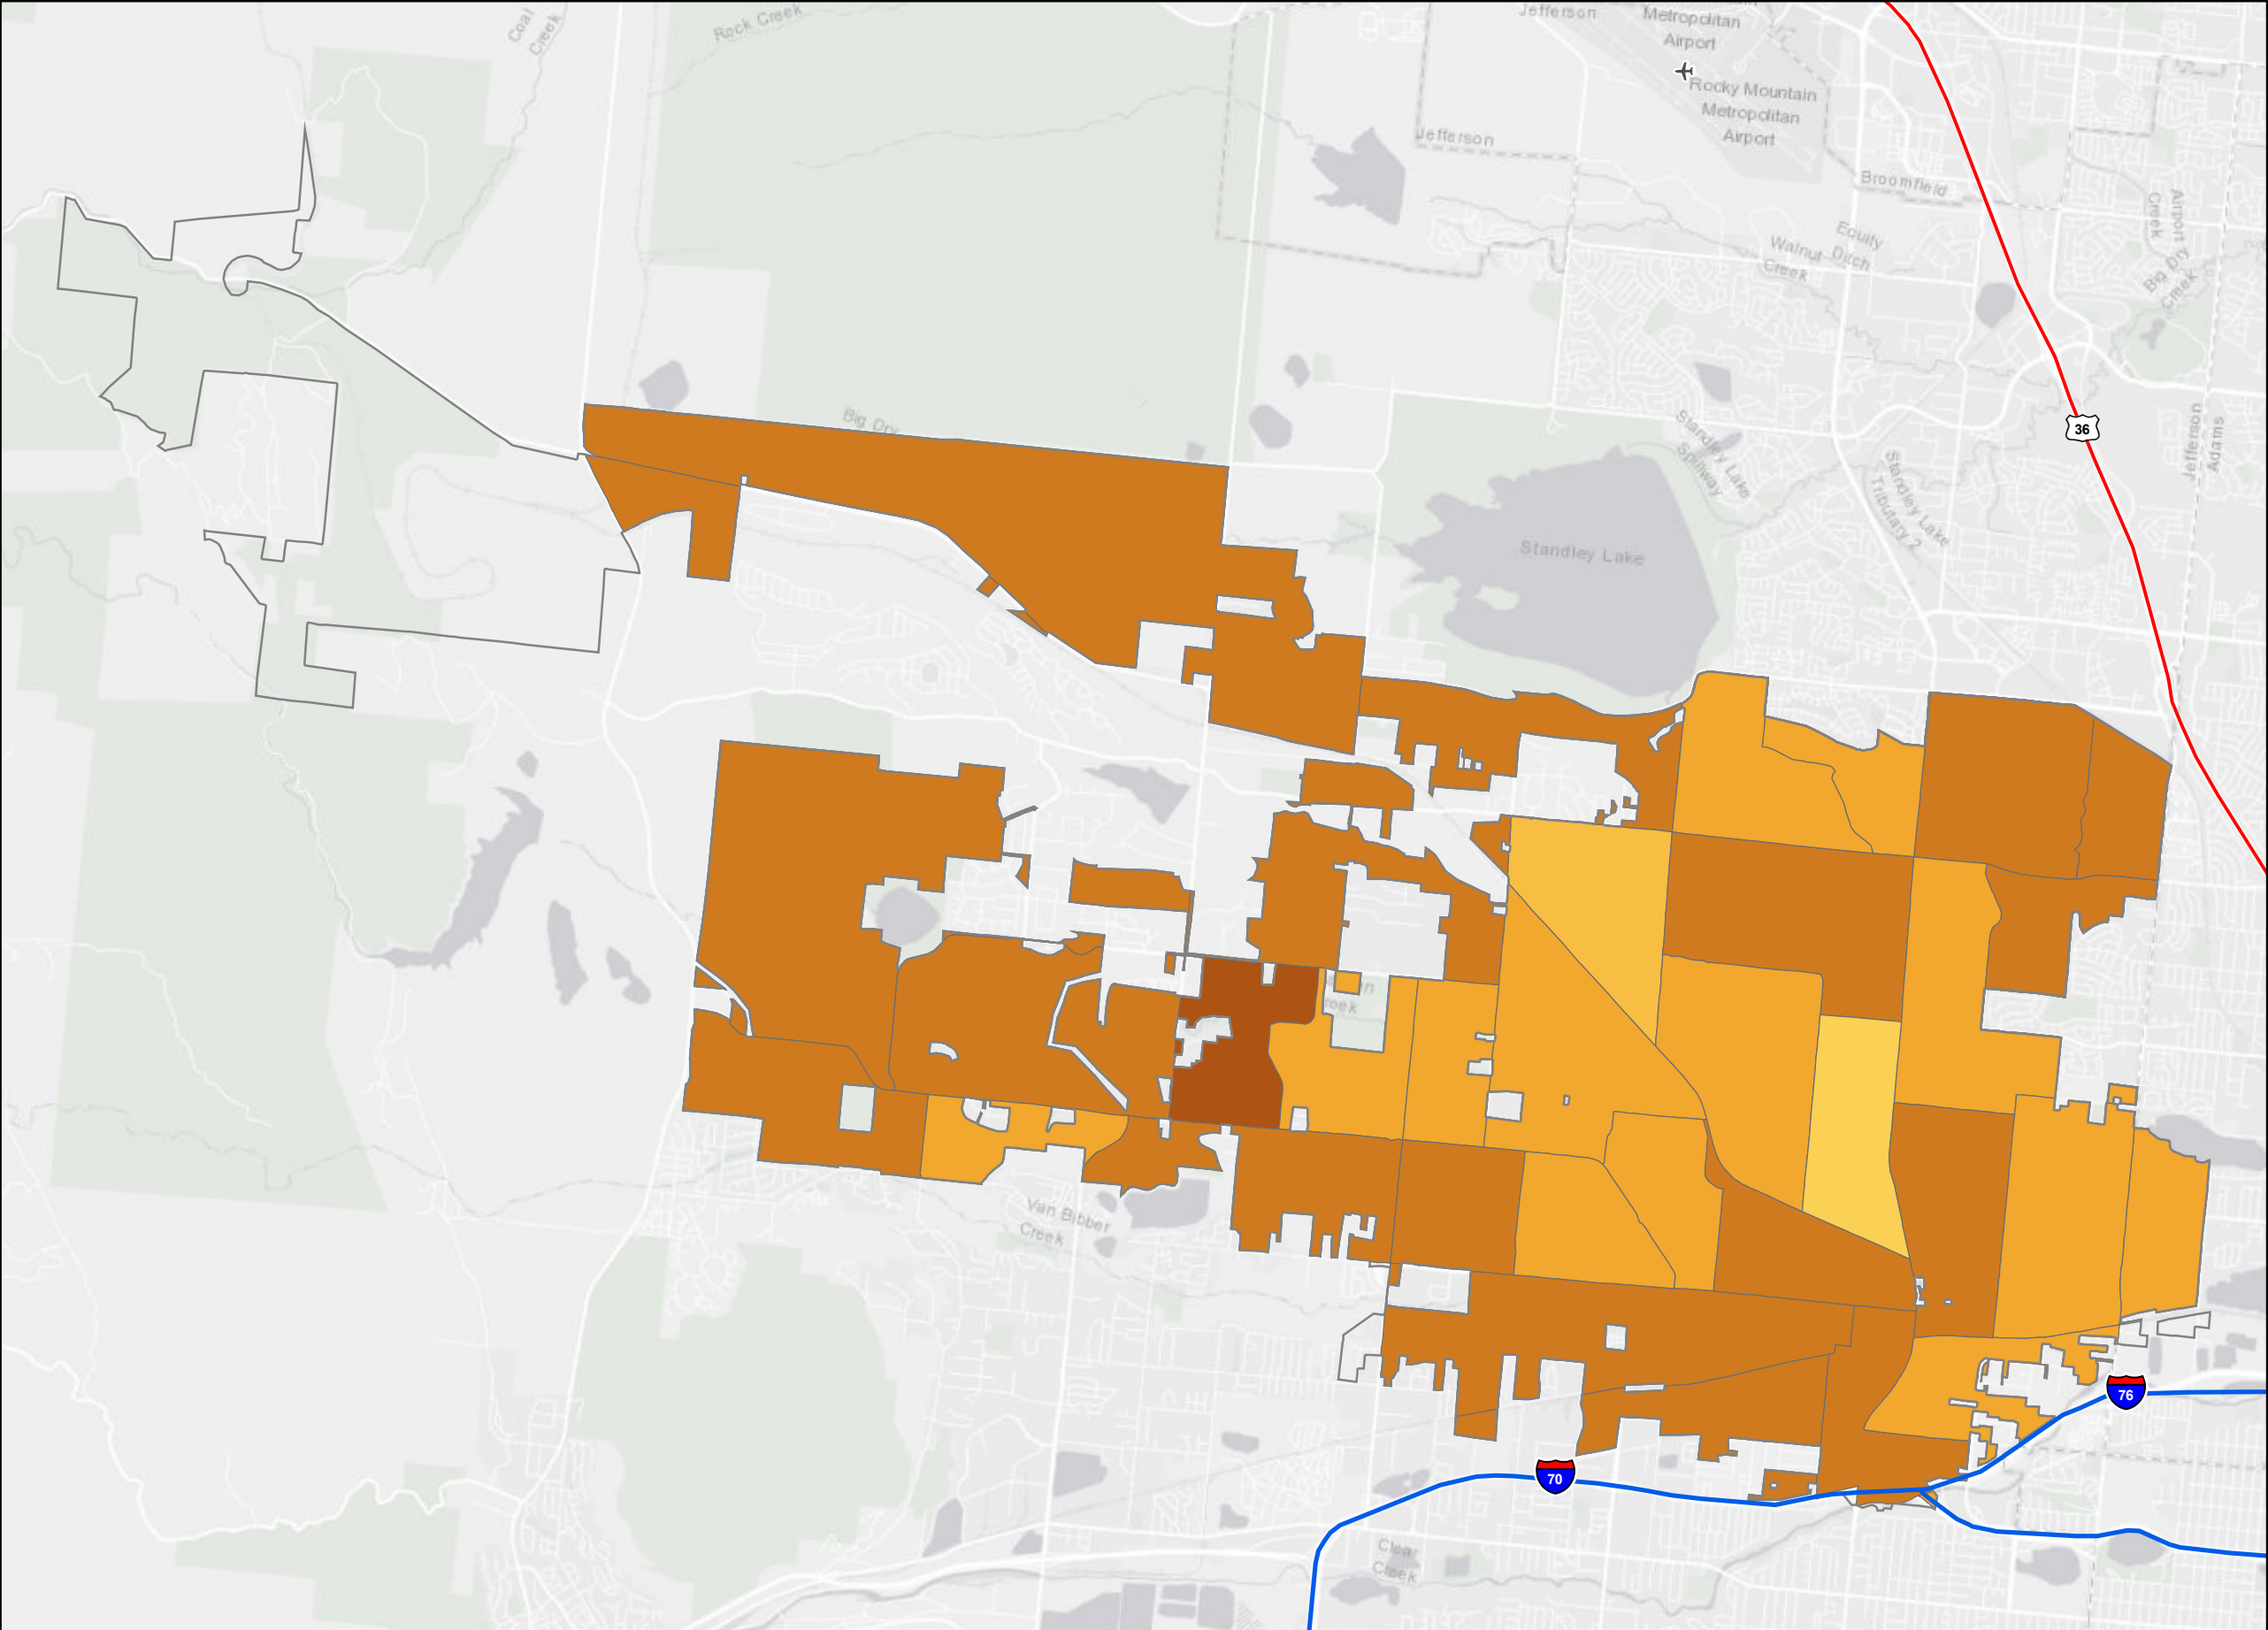 Coal
Creek
Rock Creek
Jefferson
Metropolitan
Airport
Rocky Mountain
Metropolitan
Airport
Jefferson
Broomfield
Airport
Creek
Equity
Ditch
Walnut
Creek
Big Dry
Creek
Big Dry
36
Standley Lake
Spillway
Standley Lake
Tributary 2
Jefferson
Adams
Standley Lake
Van Bibber
Creek
76
70
Clear
Creek